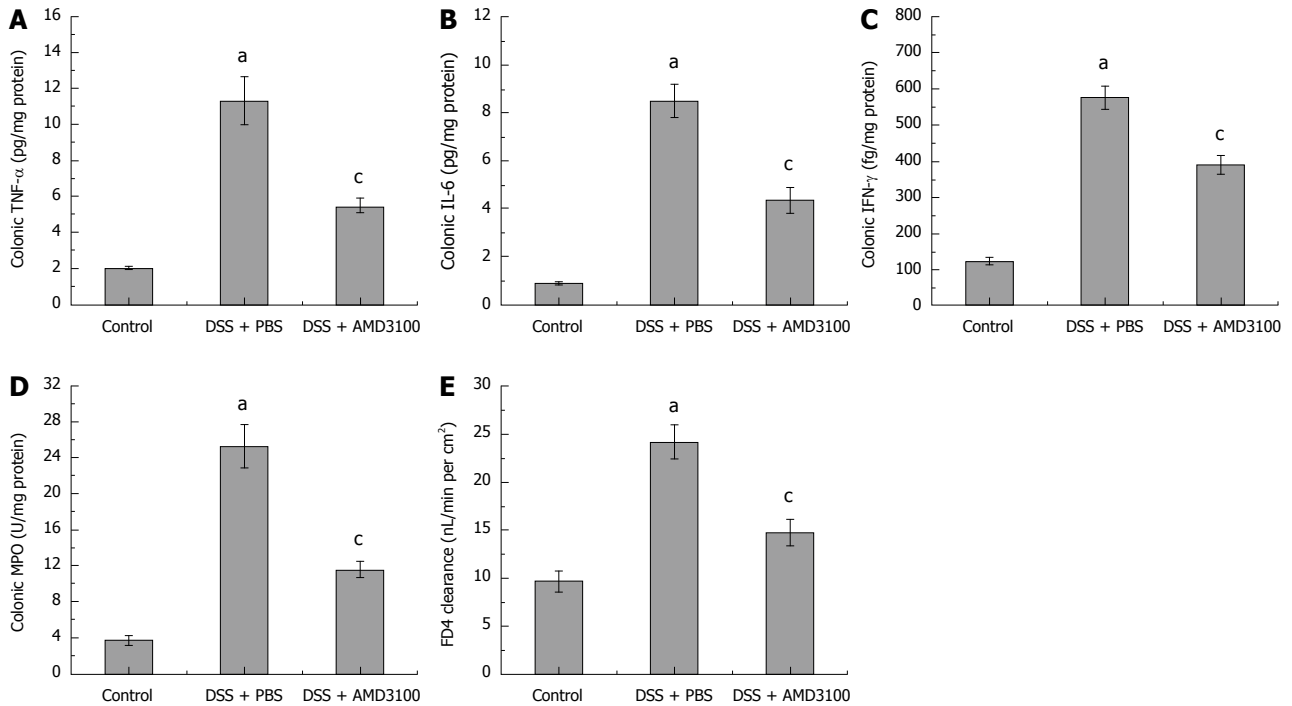 A
Colonic TNF-α (pg/mg protein)
16
14
12
10
8
6
4
2
0
a
c
Control
DSS + PBS
DSS + AMD3100
B
Colonic IL-6 (pg/mg protein)
12
10
8
6
4
2
0
a
c
Control
DSS + PBS
DSS + AMD3100
C
Colonic IFN-γ (fg/mg protein)
800
700
600
500
400
300
200
100
0
a
c
Control
DSS + PBS
DSS + AMD3100
D
Colonic MPO (U/mg protein)
32
28
24
20
16
12
8
4
0
a
c
Control
DSS + PBS
DSS + AMD3100
E
FD4 clearance (nL/min per cm²)
30
25
20
15
10
5
0
a
c
Control
DSS + PBS
DSS + AMD3100